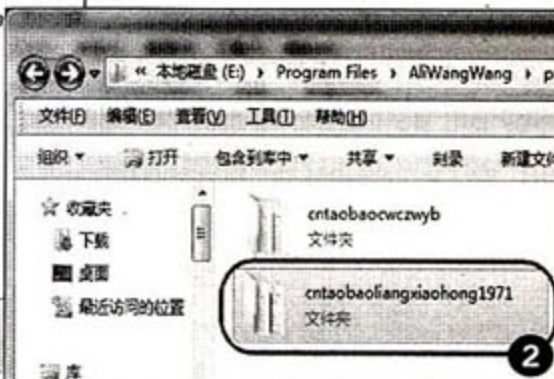 « 本地磁盘 (E:) › Program Files › AliWangWang › p
文件(F) 编辑(E) 查看(V) 工具(T) 帮助(H)
组织 打开 包含到库中 共享 刻录 新建文件
收藏夹
下载
桌面
最近访问的位置
库
cntaobaocwczwyb
文件夹
cntaobaoliangxiaohong1971
文件夹
2